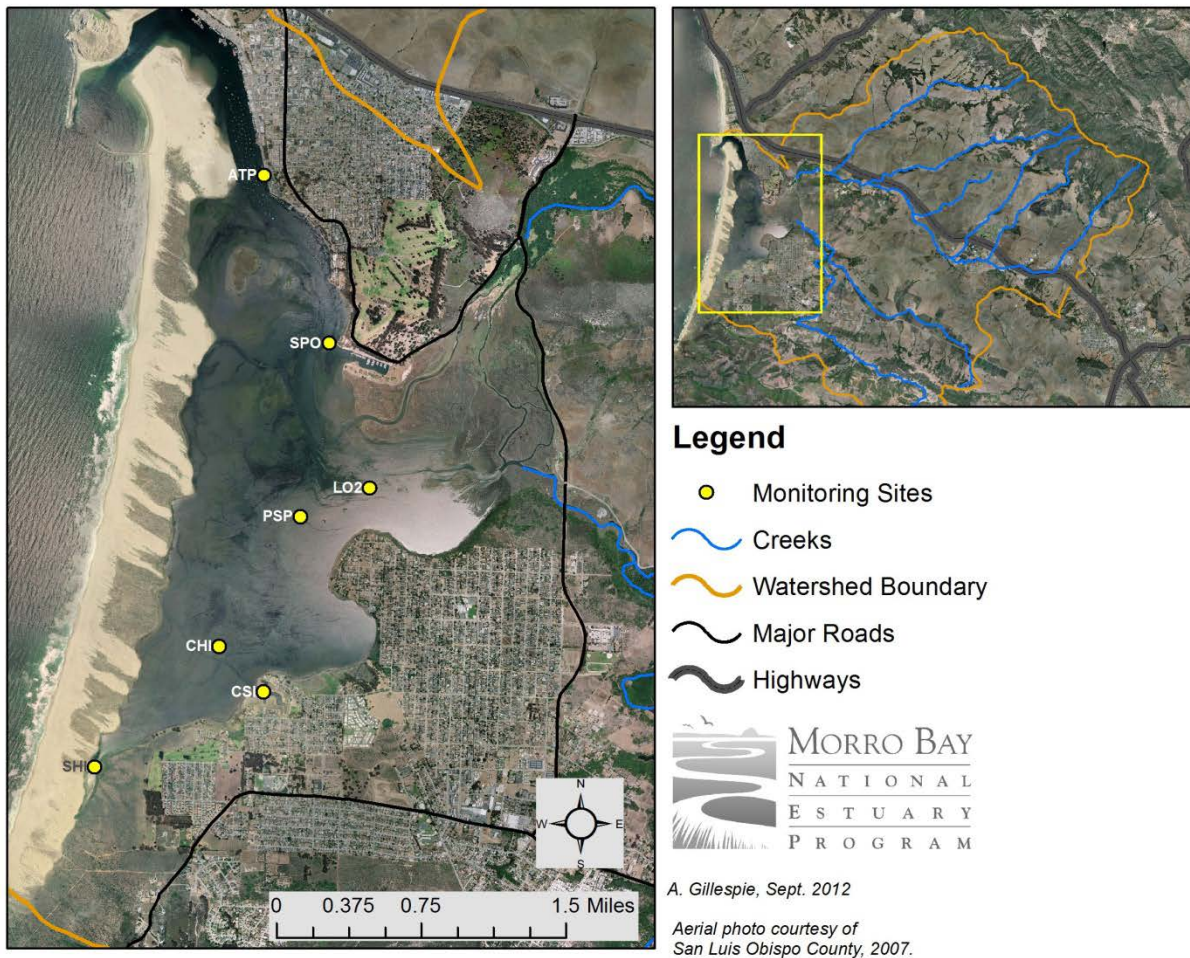 ATP
SPO
LO2
PSP
CHI
CSI
SHI
N
W E
S
0 0.375 0.75 1.5 Miles
Legend
Monitoring Sites
Creeks
Watershed Boundary
Major Roads
Highways
MORRO BAY
NATIONAL
ESTUARY
PROGRAM
A. Gillespie, Sept. 2012
Aerial photo courtesy of
San Luis Obispo County, 2007.